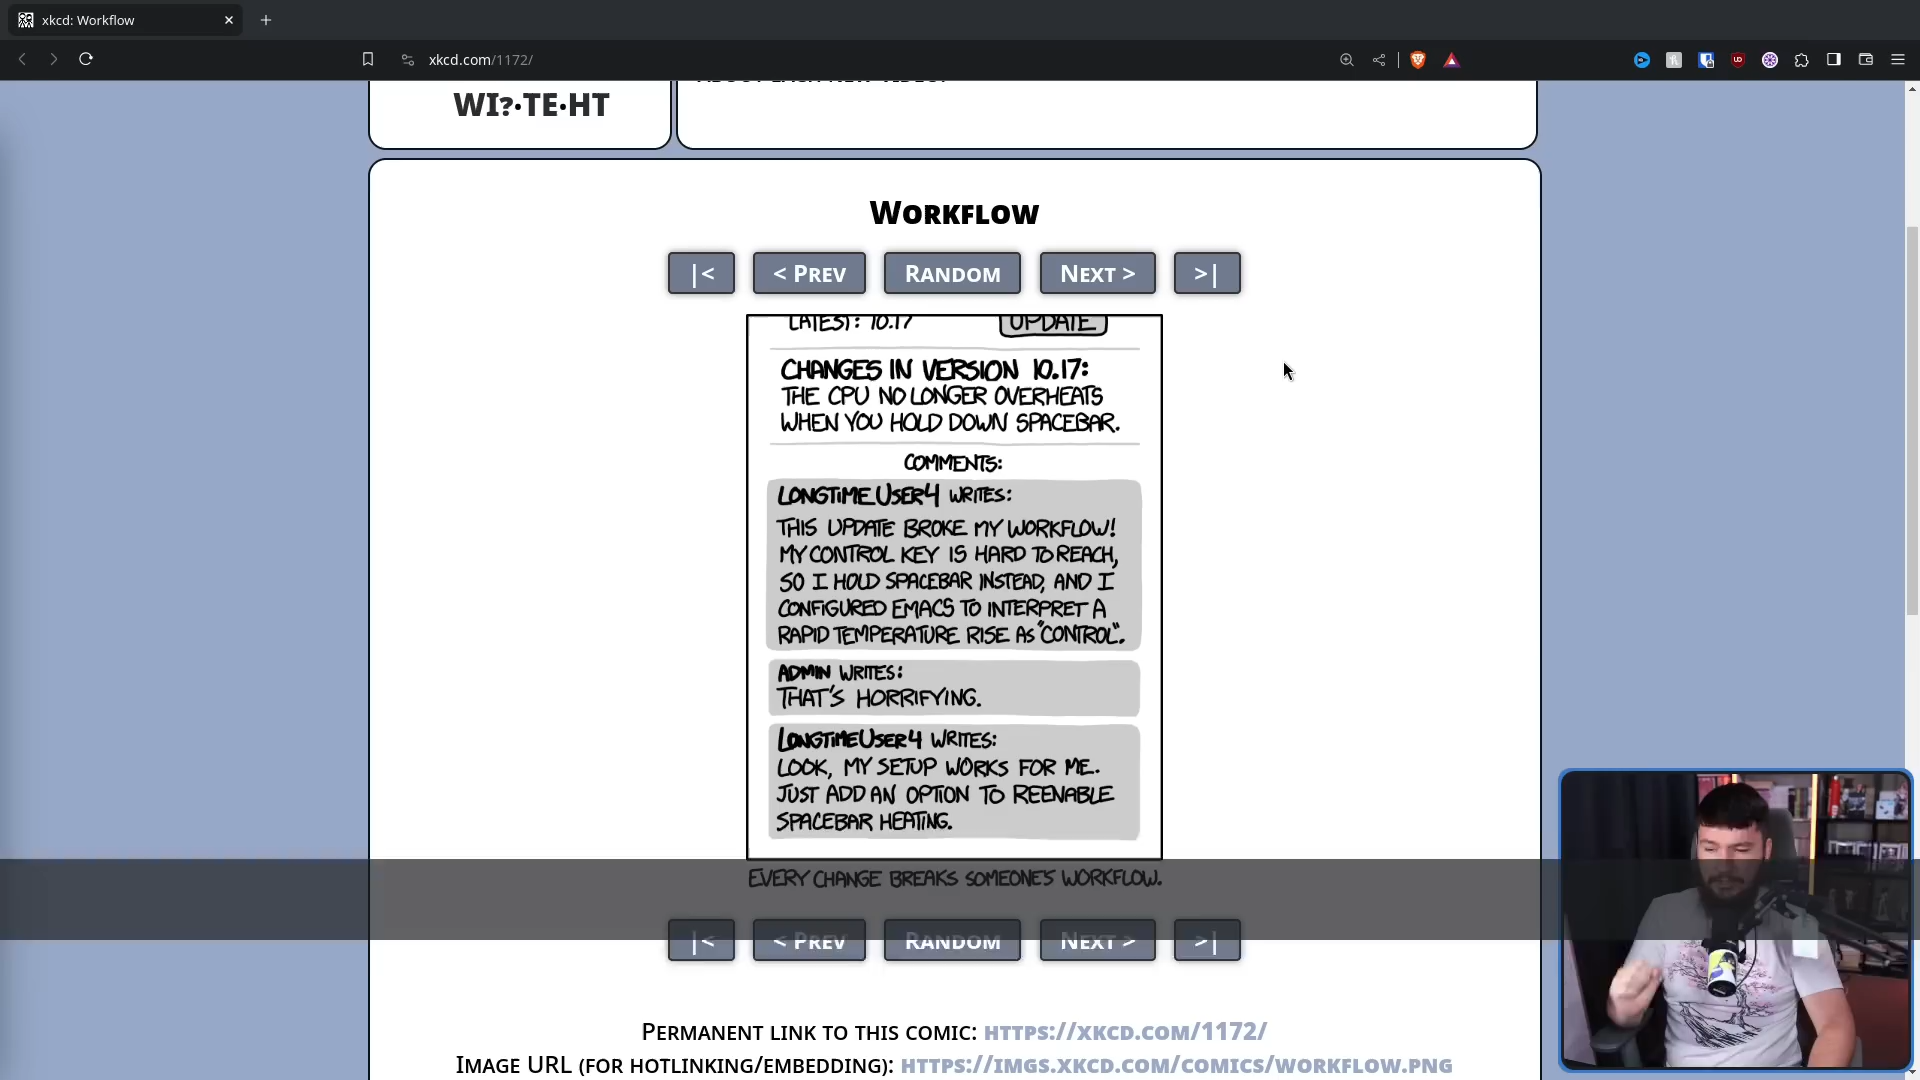 xkcd: Workflow
xkcd.com/1172/
WI?·TE·HT
WORKFLOW
|< < PREV RANDOM NEXT > >|
LATEST: 10.17 UPDATE
CHANGES IN VERSION 10.17:
THE CPU NO LONGER OVERHEATS
WHEN YOU HOLD DOWN SPACEBAR.
COMMENTS:
LONGTIMEUSER4 WRITES:
THIS UPDATE BROKE MY WORKFLOW!
MY CONTROL KEY IS HARD TO REACH,
SO I HOLD SPACEBAR INSTEAD, AND I
CONFIGURED EMACS TO INTERPRET A
RAPID TEMPERATURE RISE AS "CONTROL".
ADMIN WRITES:
THAT'S HORRIFYING.
LONGTIMEUSER4 WRITES:
LOOK, MY SETUP WORKS FOR ME.
JUST ADD AN OPTION TO REENABLE
SPACEBAR HEATING.
EVERY CHANGE BREAKS SOMEONE'S WORKFLOW.
|< < PREV RANDOM NEXT > >|
PERMANENT LINK TO THIS COMIC: HTTPS://XKCD.COM/1172/
IMAGE URL (FOR HOTLINKING/EMBEDDING): HTTPS://IMGS.XKCD.COM/COMICS/WORKFLOW.PNG